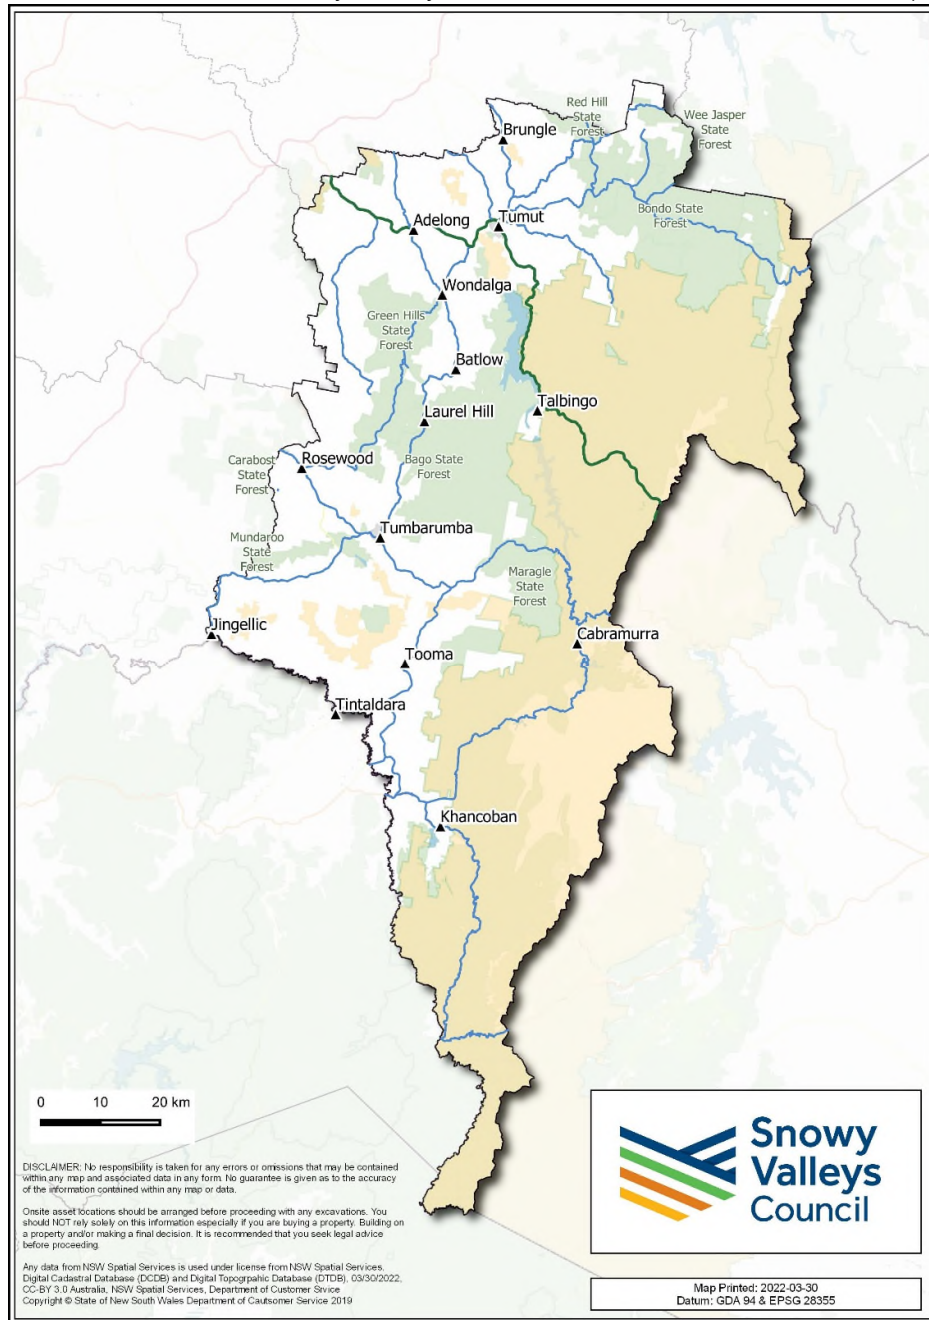 Red Hill
State
Forest
Wee Jasper
State
Forest
Brungle
Bondo State
Forest
Adelong
Tumut
Wondalga
Green Hills
State
Forest
Batlow
Talbingo
Laurel Hill
Carabost
State
Forest
Rosewood
Bago State
Forest
Mundaroo
State
Forest
Tumbarumba
Maragle
State
Forest
Jingellic
Cabramurra
Tooma
Tintaldara
Khancoban
0 10 20 km
DISCLAIMER: No responsibility is taken for any errors or omissions that may be contained
within any map and associated data in any form. No guarantee is given as to the accuracy
of the information contained within any map or data.
Onsite asset locations should be arranged before proceeding with any excavations. You
should NOT rely solely on this information especially if you are buying a property. Building on
a property and/or making a final decision. It is recommended that you seek legal advice
before proceeding.
Any data from NSW Spatial Services is used under license from NSW Spatial Services,
Digital Cadastral Database (DCDB) and Digital Topogrpahic Database (DTDB), 03/30/2022,
CC-BY 3.0 Australia, NSW Spatial Services, Department of Customer Srvice
Copyright © State of New South Wales Department of Cautsomer Service 2019
Snowy
Valleys
Council
Map Printed: 2022-03-30
Datum: GDA 94 & EPSG 28355